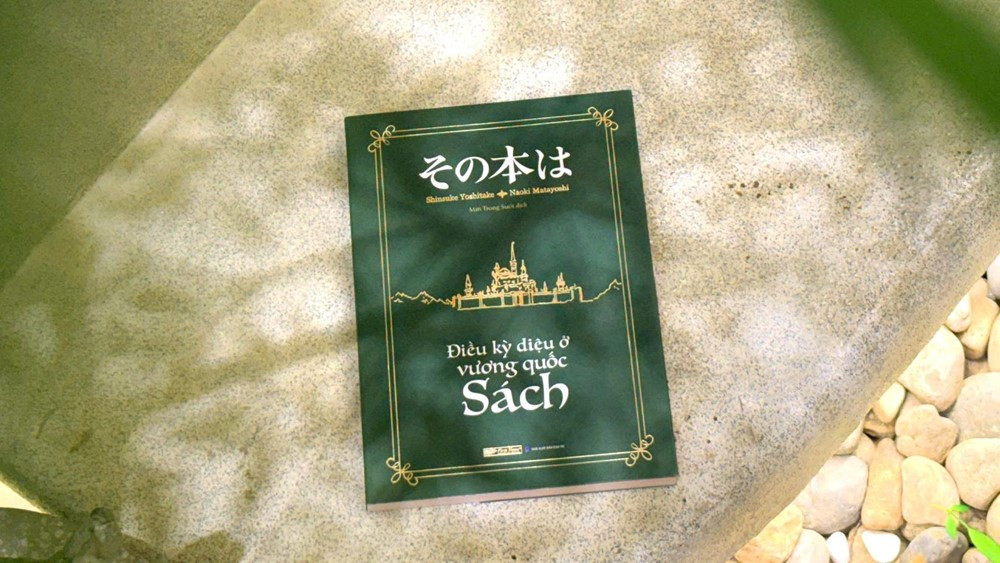 その本は
Shinsuke Yoshitake Naoki Matayoshi
Điều kỳ diệu ở
vương quốc
Sách